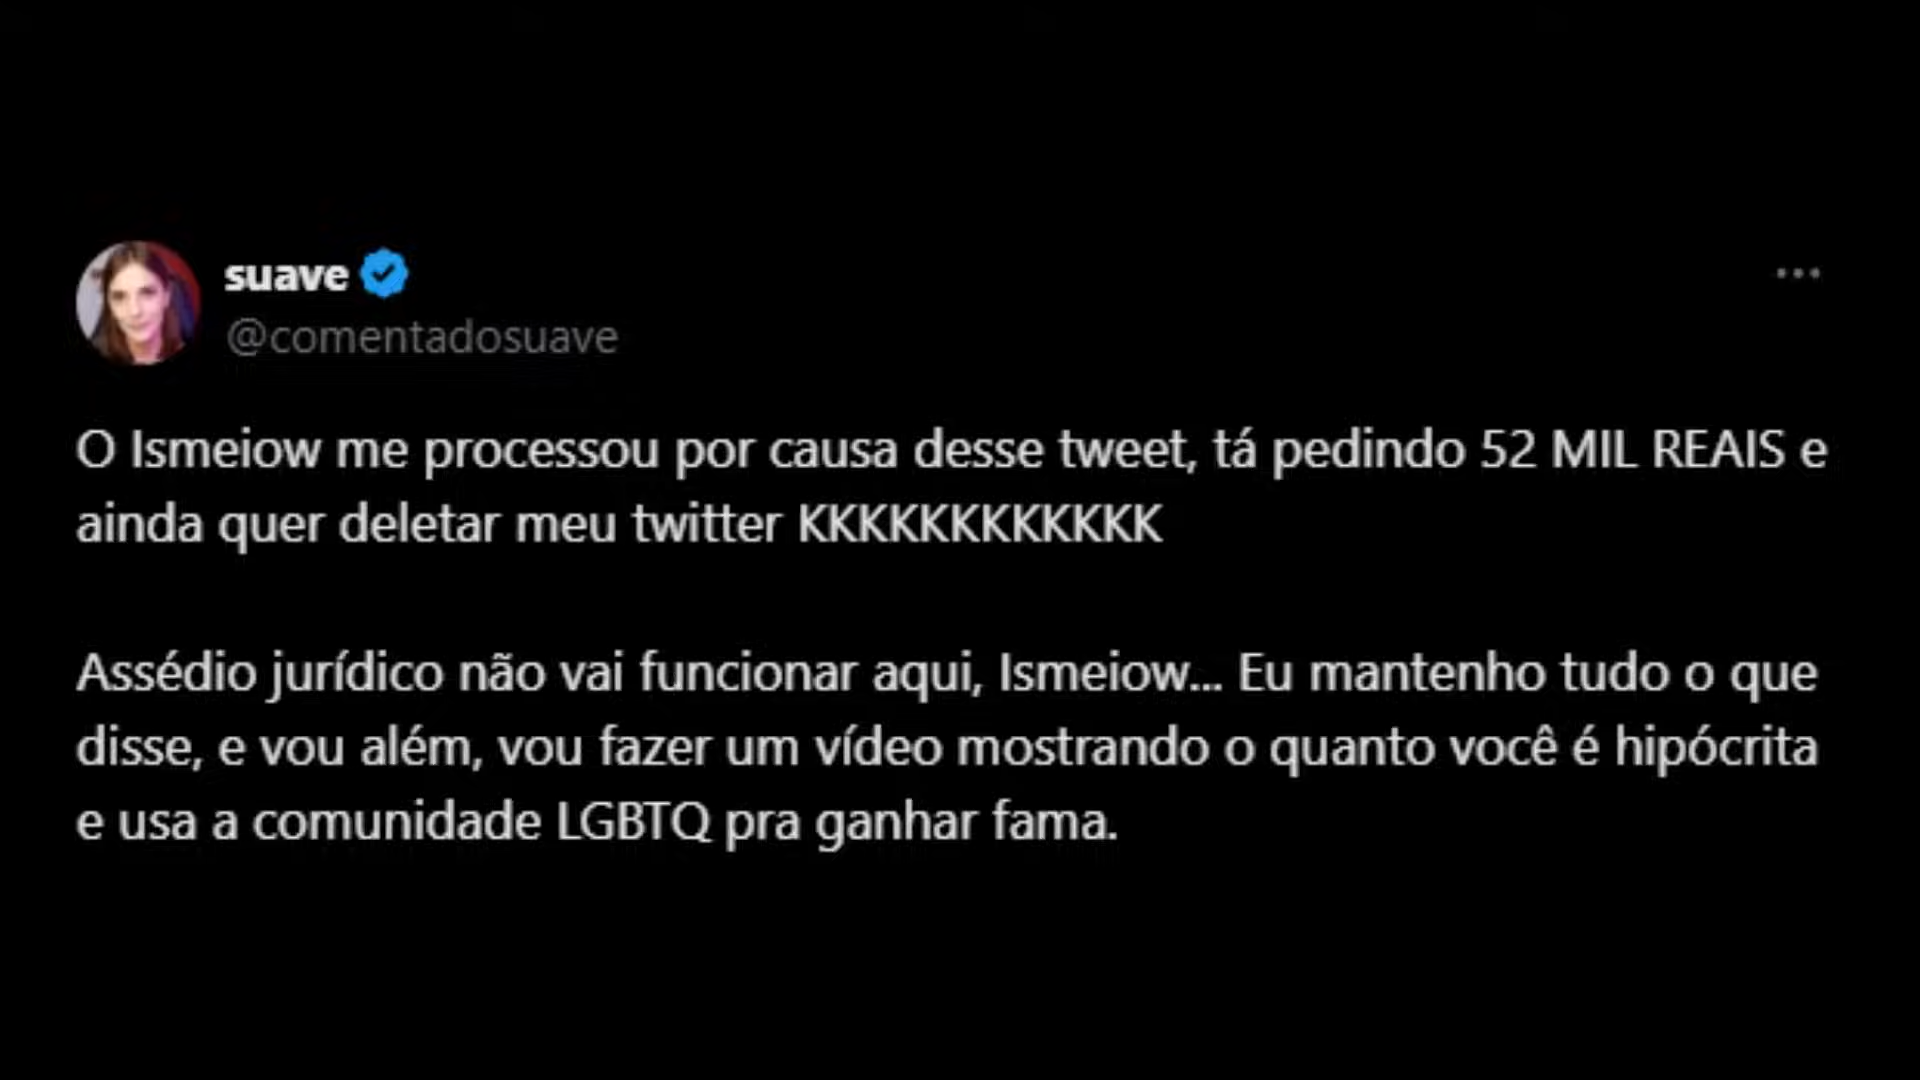 suave
@comentadosuave
O Ismeiow me processou por causa desse tweet, tá pedindo 52 MIL REAIS e
ainda quer deletar meu twitter KKKKKKKKKKKK
Assédio jurídico não vai funcionar aqui, Ismeiow... Eu mantenho tudo o que
disse, e vou além, vou fazer um vídeo mostrando o quanto você é hipócrita
e usa a comunidade LGBTQ pra ganhar fama.